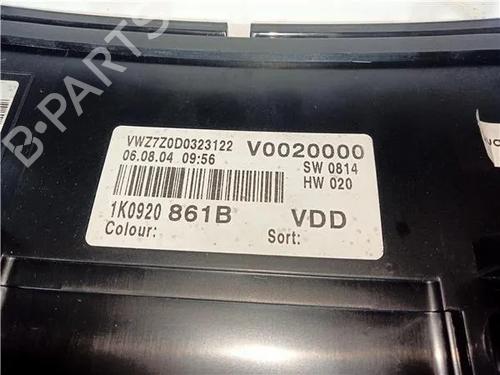 VWZ7Z0D0323122 V0020000
06.08.04 09:56 SW 0814
HW 020
1K0920 861B VDD
Colour: Sort:
B-PARTS